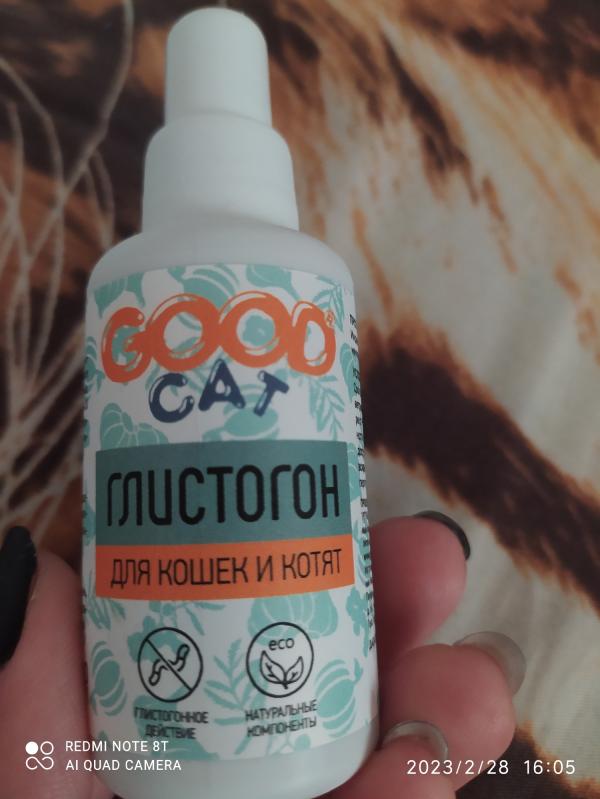 GOOD®
CAT
ГЛИСТОГОН
ДЛЯ КОШЕК И КОТЯТ
eco
ГЛИСТОГОННОЕ
ДЕЙСТВИЕ
НАТУРАЛЬНЫЕ
КОМПОНЕНТЫ
REDMI NOTE 8T
AI QUAD CAMERA
2023/2/28 16:05